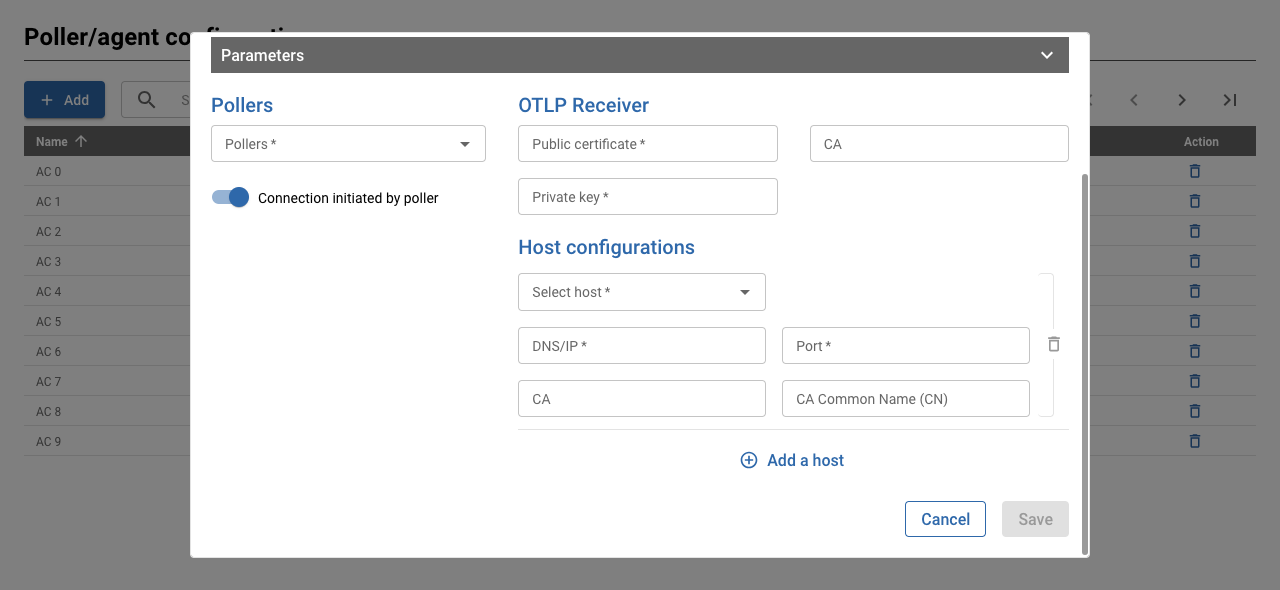 Poller/agent co
Parameters
Add
S
Name
Action
AC 0
AC 1
AC 2
AC 3
AC 4
AC 5
AC 6
AC 7
AC 8
AC 9
Pollers
Pollers *
Connection initiated by poller
OTLP Receiver
Public certificate *
CA
Private key *
Host configurations
Select host *
DNS/IP *
Port *
CA
CA Common Name (CN)
Add a host
Cancel
Save